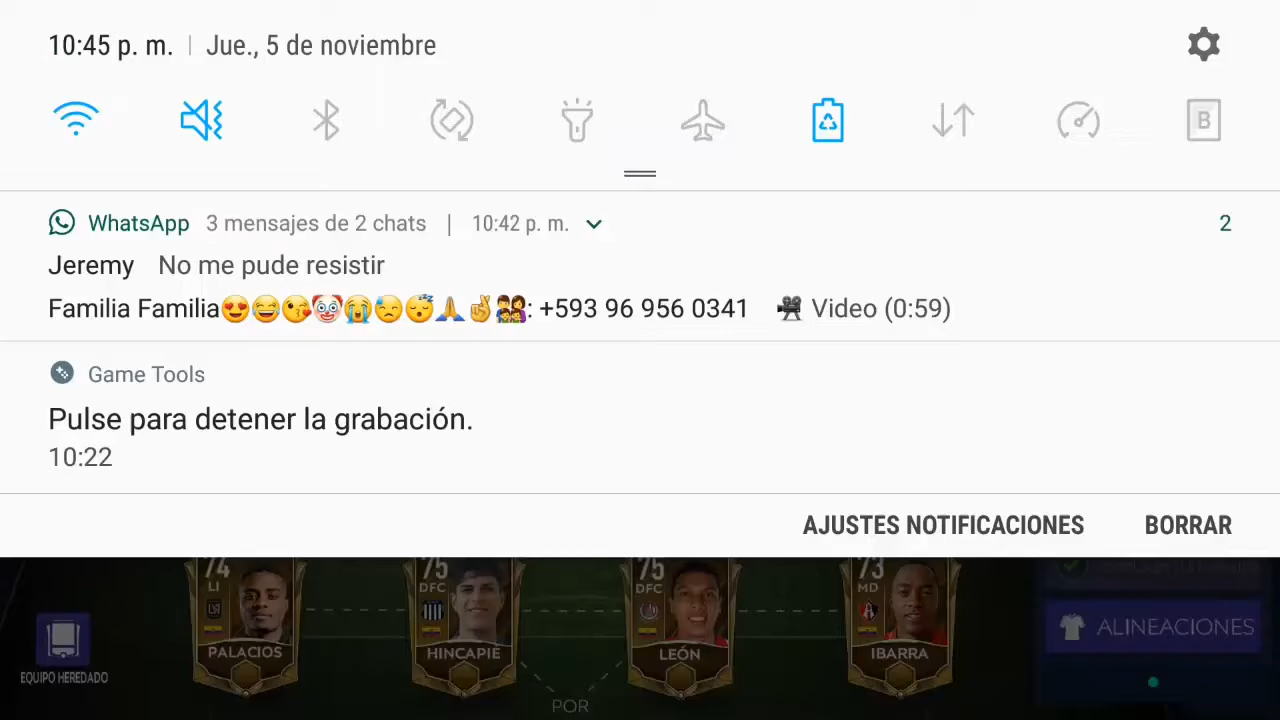 10:45 p. m. | Jue., 5 de noviembre
B
WhatsApp 3 mensajes de 2 chats | 10:42 p. m. 2
Jeremy No me pude resistir
Familia Familia😍😂😘🤡😭😓😴🙏✌👨‍👩‍👧‍👦: +593 96 956 0341 🎥 Video (0:59)
Game Tools
Pulse para detener la grabación.
10:22
AJUSTES NOTIFICACIONES BORRAR
74 75 75 73
LI DFC DFC MD
PALACIOS HINCAPIÉ LEÓN IBARRA
ALINEACIONES
EQUIPO HEREDADO
POR